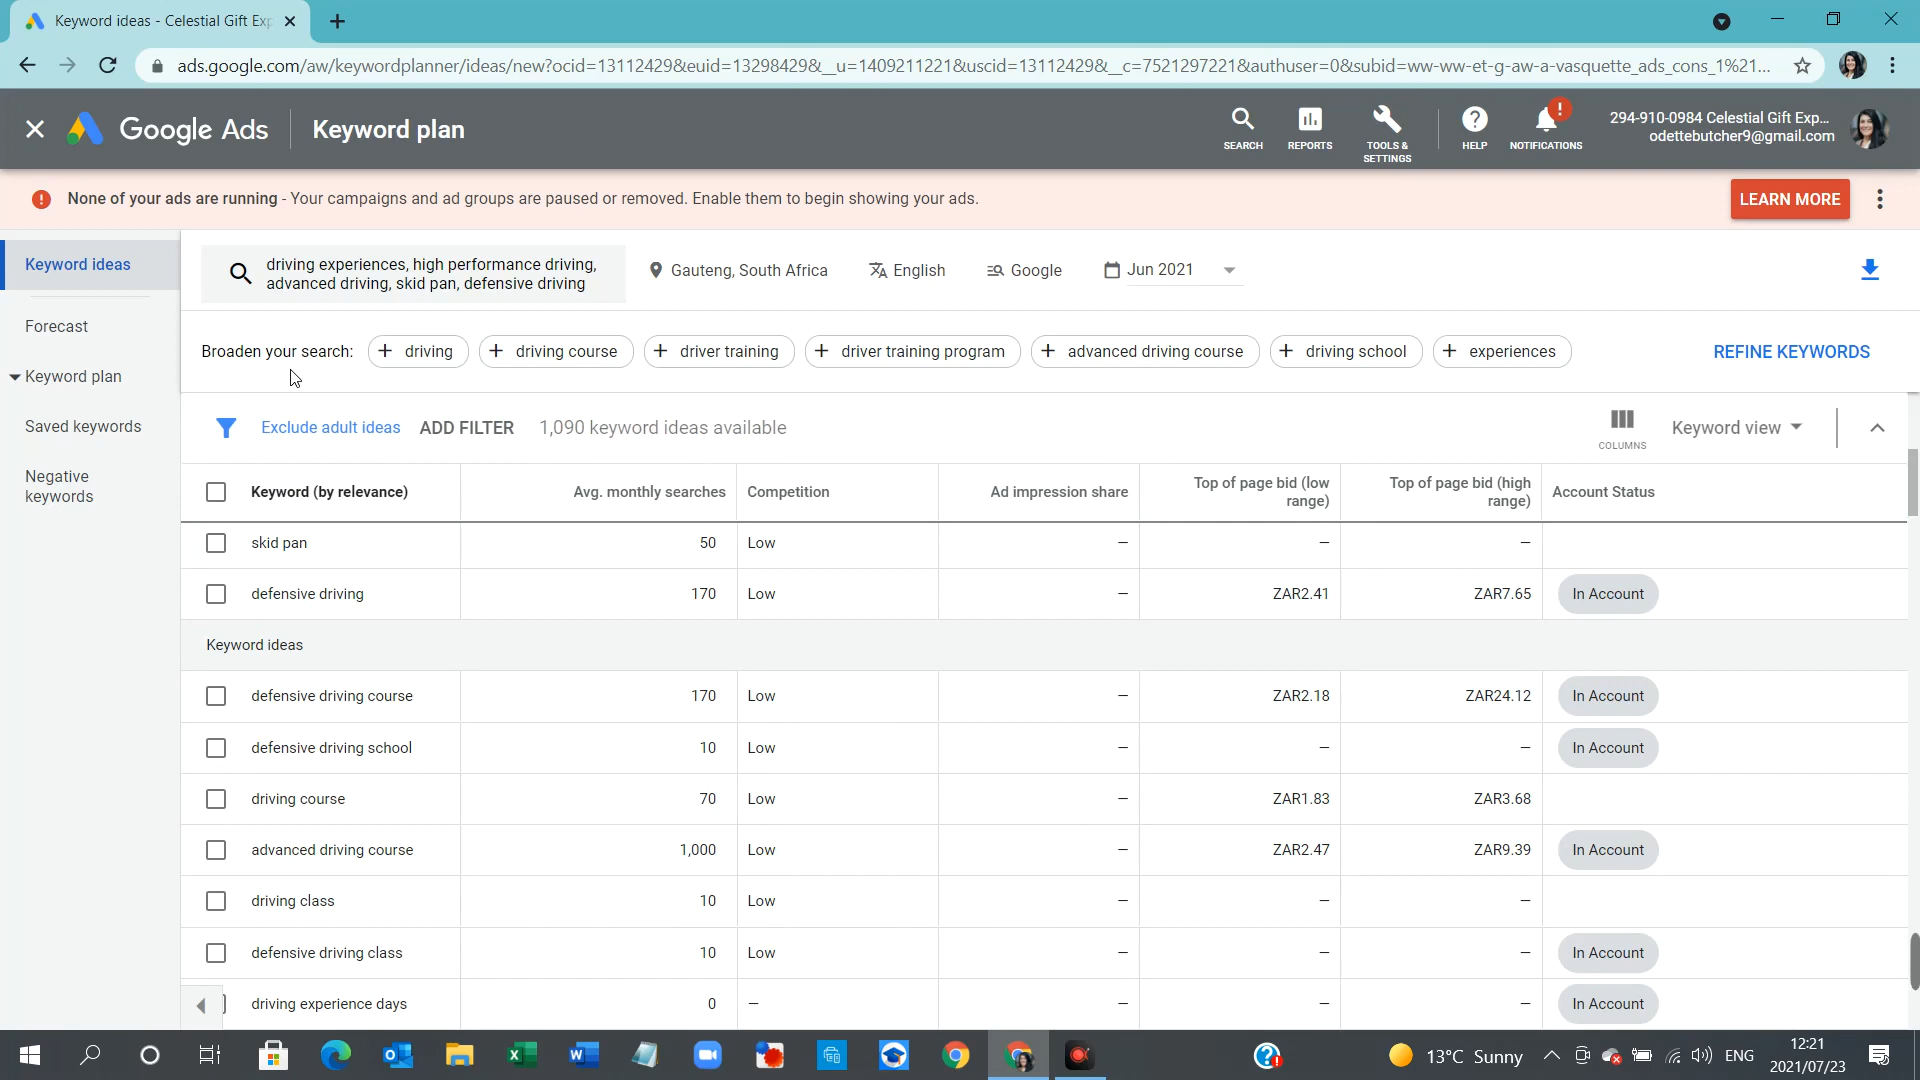 Keyword ideas - Celestial Gift Exp
ads.google.com/aw/keywordplanner/ideas/new?ocid=13112429&euid=13298429&__u=1409211221&uscid=13112429&__c=7521297221&authuser=0&subid=ww-ww-et-g-aw-a-vasquette_ads_cons_1%21...
Google Ads
Keyword plan
SEARCH
REPORTS
TOOLS &
SETTINGS
HELP
NOTIFICATIONS
294-910-0984 Celestial Gift Exp...
odettebutcher9@gmail.com
None of your ads are running - Your campaigns and ad groups are paused or removed. Enable them to begin showing your ads.
LEARN MORE
Keyword ideas
Forecast
Keyword plan
Saved keywords
Negative
keywords
driving experiences, high performance driving,
advanced driving, skid pan, defensive driving
Gauteng, South Africa
English
Google
Jun 2021
Broaden your search:
driving
driving course
driver training
driver training program
advanced driving course
driving school
experiences
REFINE KEYWORDS
Exclude adult ideas
ADD FILTER
1,090 keyword ideas available
COLUMNS
Keyword view
Keyword (by relevance) Avg. monthly searches Competition Ad impression share Top of page bid (low range) Top of page bid (high range) Account Status
skid pan 50 Low – – –
defensive driving 170 Low – ZAR2.41 ZAR7.65 In Account
Keyword ideas
defensive driving course 170 Low – ZAR2.18 ZAR24.12 In Account
defensive driving school 10 Low – – – In Account
driving course 70 Low – ZAR1.83 ZAR3.68
advanced driving course 1,000 Low – ZAR2.47 ZAR9.39 In Account
driving class 10 Low – – –
defensive driving class 10 Low – – – In Account
driving experience days 0 – – – – In Account
13°C Sunny
ENG
12:21
2021/07/23